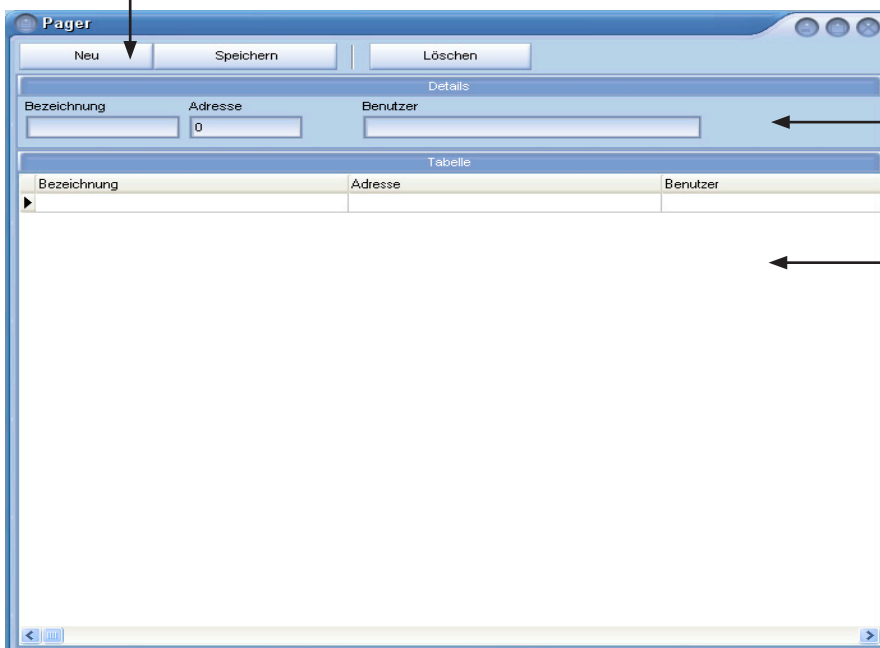 Pager
Neu Speichern Löschen
Details
Bezeichnung Adresse Benutzer
0
Tabelle
Bezeichnung Adresse Benutzer